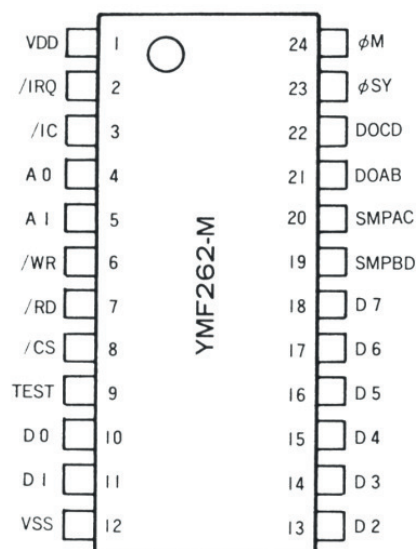 VDD 1 24 φM
/IRQ 2 23 φSY
/IC 3 22 DOCD
A0 4 21 DOAB
A1 5 20 SMPAC
/WR 6 19 SMPBD
/RD 7 18 D7
/CS 8 17 D6
TEST 9 16 D5
D0 10 15 D4
D1 11 14 D3
VSS 12 13 D2
YMF262-M